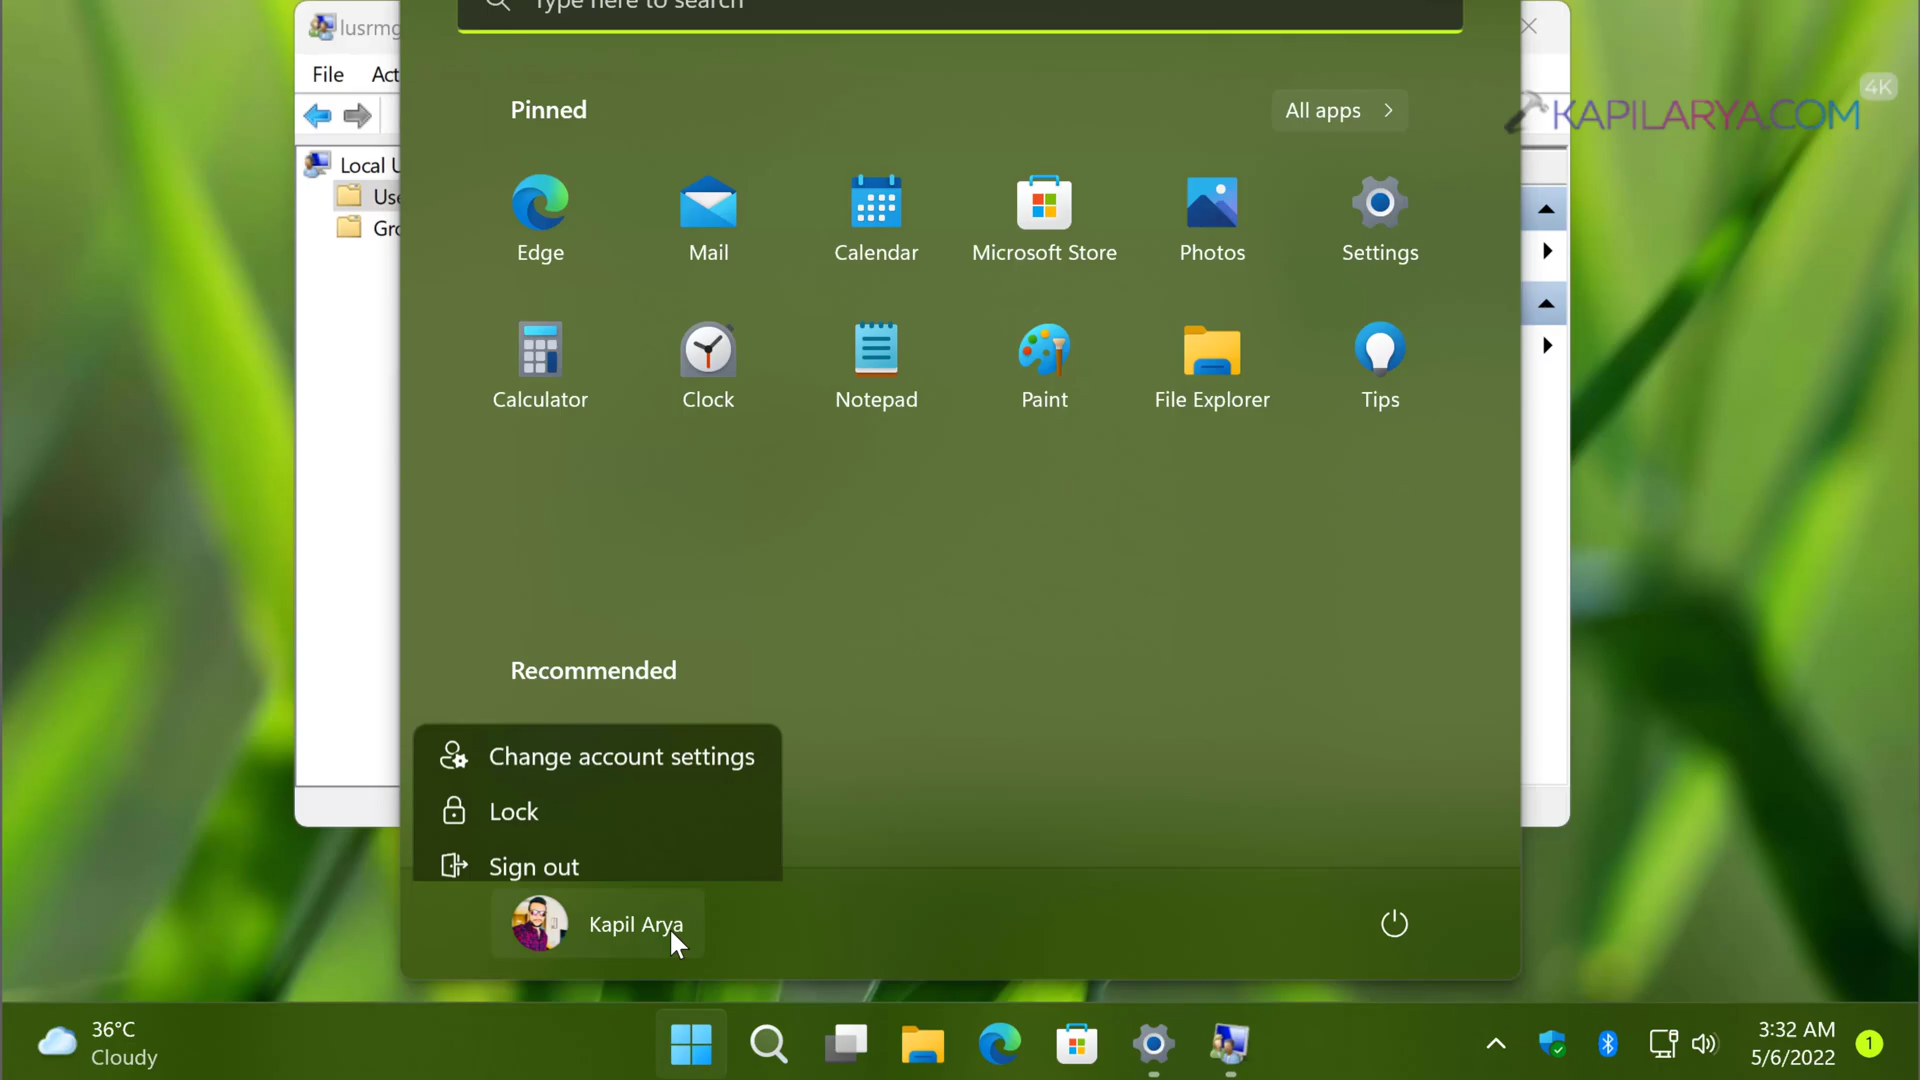 lusrmg
Type here to search
File Act
4K
KAPILARYA.COM
Pinned
All apps
Local U
Use
Gro
Edge
Mail
Calendar
Microsoft Store
Photos
Settings
Calculator
Clock
Notepad
Paint
File Explorer
Tips
Recommended
Change account settings
Lock
Sign out
Kapil Arya
36°C
Cloudy
3:32 AM
5/6/2022
1